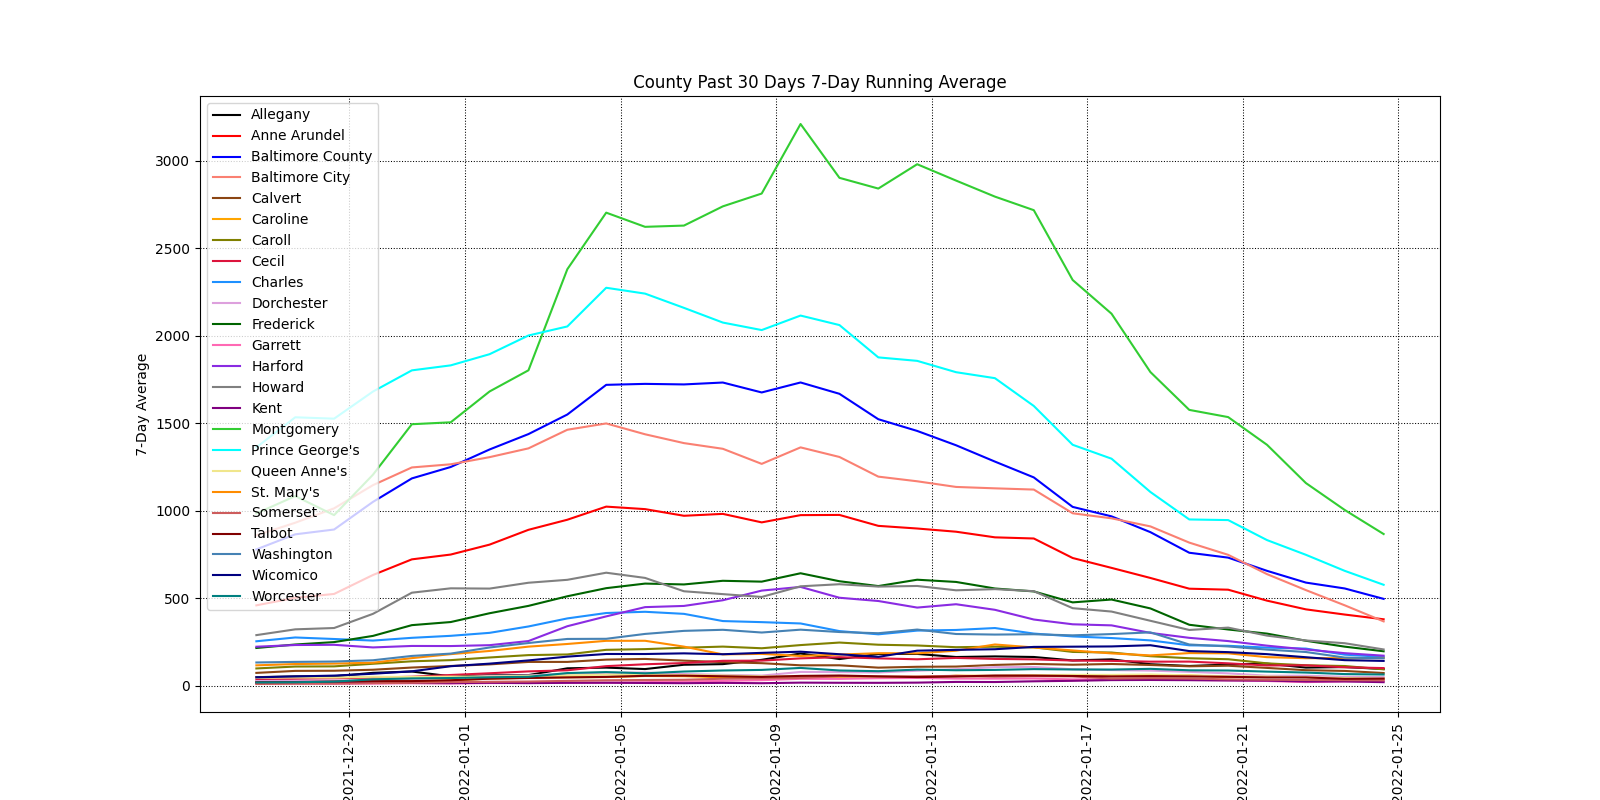 County Past 30 Days 7-Day Running Average
7-Day Average
3000
2500
2000
1500
1000
500
0
Allegany
Anne Arundel
Baltimore County
Baltimore City
Calvert
Caroline
Caroll
Cecil
Charles
Dorchester
Frederick
Garrett
Harford
Howard
Kent
Montgomery
Prince George's
Queen Anne's
St. Mary's
Somerset
Talbot
Washington
Wicomico
Worcester
2021-12-29
2022-01-01
2022-01-05
2022-01-09
2022-01-13
2022-01-17
2022-01-21
2022-01-25